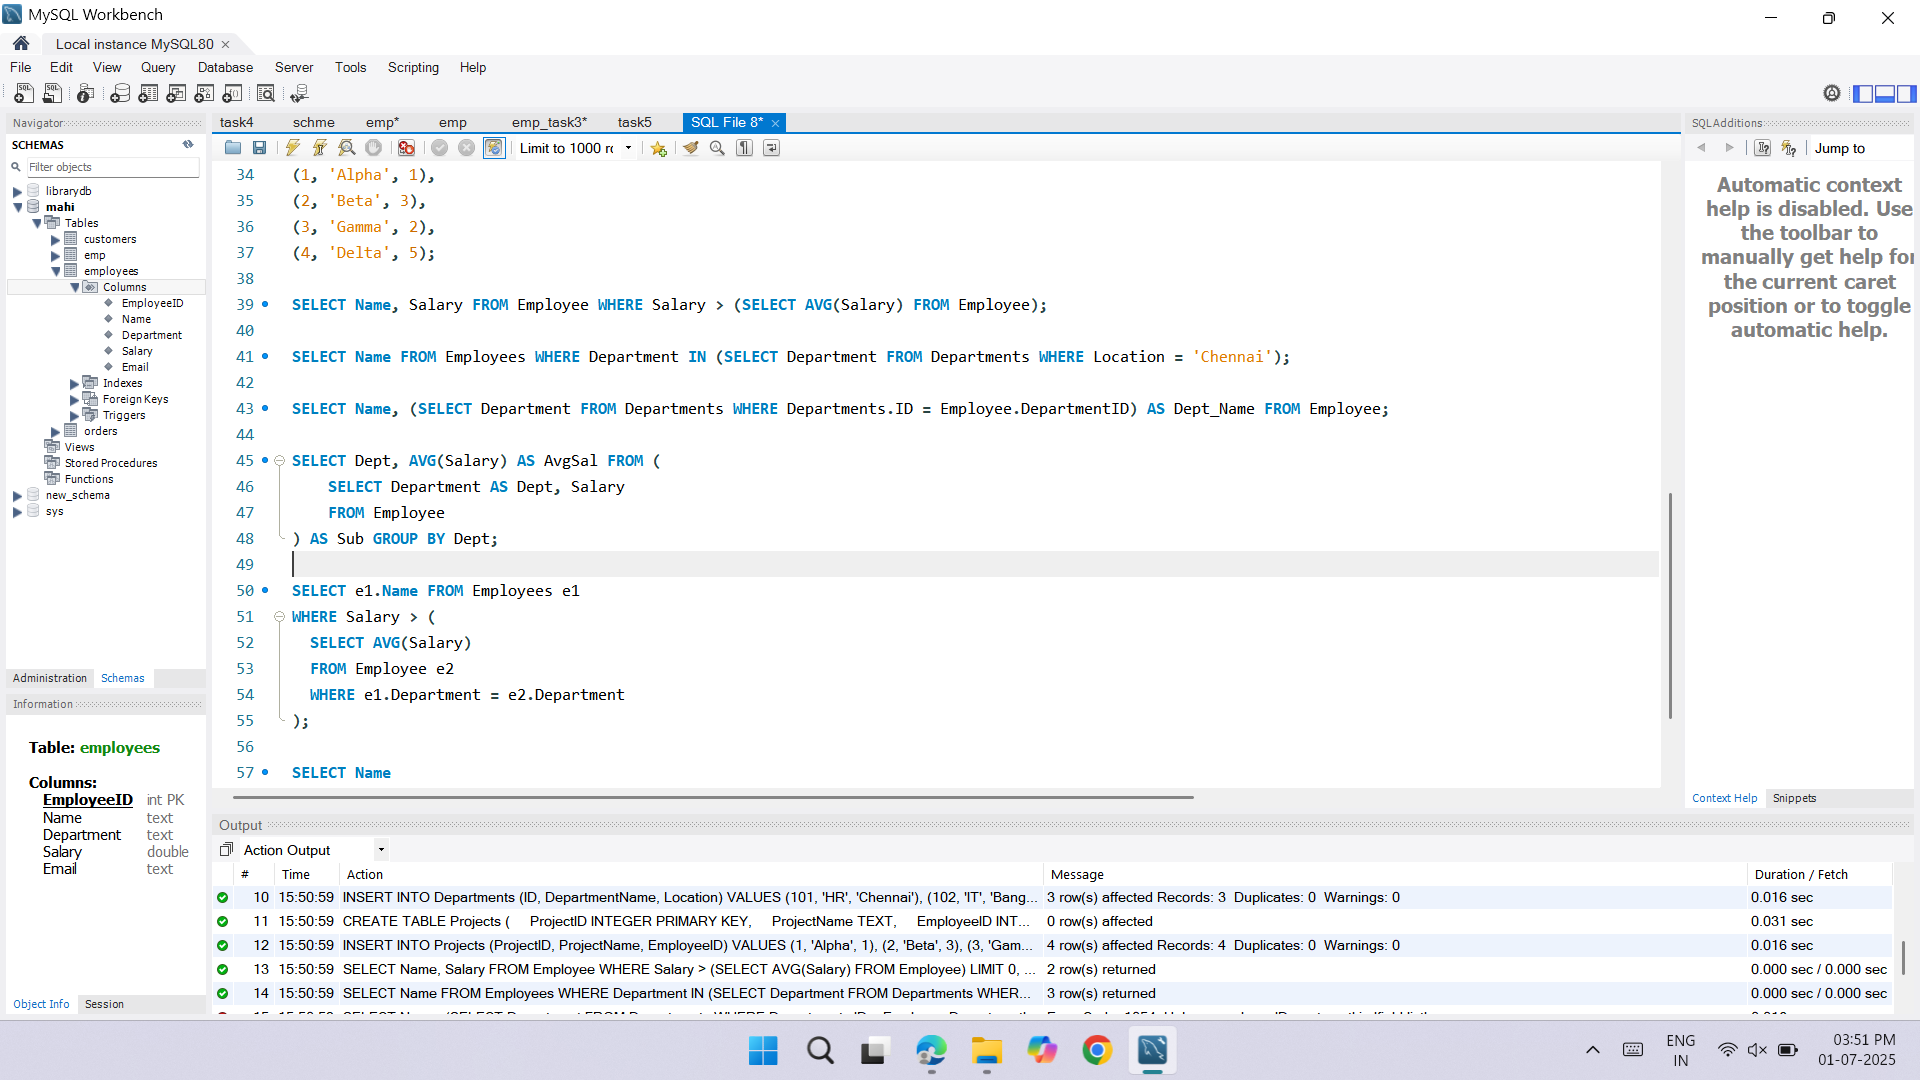 MySQL Workbench
Local instance MySQL80
File Edit View Query Database Server Tools Scripting Help
Navigator
SCHEMAS
Filter objects
librarydb
mahi
Tables
customers
emp
employees
Columns
EmployeeID
Name
Department
Salary
Email
Indexes
Foreign Keys
Triggers
orders
Views
Stored Procedures
Functions
new_schema
sys
Administration Schemas
Information
Table: employees
Columns:
EmployeeID int PK
Name text
Department text
Salary double
Email text
Object Info Session
task4 schme emp* emp emp_task3* task5 SQL File 8*
Limit to 1000 r
34 (1, 'Alpha', 1),
35 (2, 'Beta', 3),
36 (3, 'Gamma', 2),
37 (4, 'Delta', 5);
38
39 SELECT Name, Salary FROM Employee WHERE Salary > (SELECT AVG(Salary) FROM Employee);
40
41 SELECT Name FROM Employees WHERE Department IN (SELECT Department FROM Departments WHERE Location = 'Chennai');
42
43 SELECT Name, (SELECT Department FROM Departments WHERE Departments.ID = Employee.DepartmentID) AS Dept_Name FROM Employee;
44
45 SELECT Dept, AVG(Salary) AS AvgSal FROM (
46 SELECT Department AS Dept, Salary
47 FROM Employee
48 ) AS Sub GROUP BY Dept;
49
50 SELECT e1.Name FROM Employees e1
51 WHERE Salary > (
52 SELECT AVG(Salary)
53 FROM Employee e2
54 WHERE e1.Department = e2.Department
55 );
56
57 SELECT Name
SQLAdditions
Jump to
Automatic context
help is disabled. Use
the toolbar to
manually get help for
the current caret
position or to toggle
automatic help.
Context Help Snippets
Output
Action Output
# Time Action Message Duration / Fetch
10 15:50:59 INSERT INTO Departments (ID, DepartmentName, Location) VALUES (101, 'HR', 'Chennai'), (102, 'IT', 'Bang... 3 row(s) affected Records: 3 Duplicates: 0 Warnings: 0 0.016 sec
11 15:50:59 CREATE TABLE Projects ( ProjectID INTEGER PRIMARY KEY, ProjectName TEXT, EmployeeID INT... 0 row(s) affected 0.031 sec
12 15:50:59 INSERT INTO Projects (ProjectID, ProjectName, EmployeeID) VALUES (1, 'Alpha', 1), (2, 'Beta', 3), (3, 'Gam... 4 row(s) affected Records: 4 Duplicates: 0 Warnings: 0 0.016 sec
13 15:50:59 SELECT Name, Salary FROM Employee WHERE Salary > (SELECT AVG(Salary) FROM Employee) LIMIT 0, ... 2 row(s) returned 0.000 sec / 0.000 sec
14 15:50:59 SELECT Name FROM Employees WHERE Department IN (SELECT Department FROM Departments WHER... 3 row(s) returned 0.000 sec / 0.000 sec
ENG
IN
03:51 PM
01-07-2025